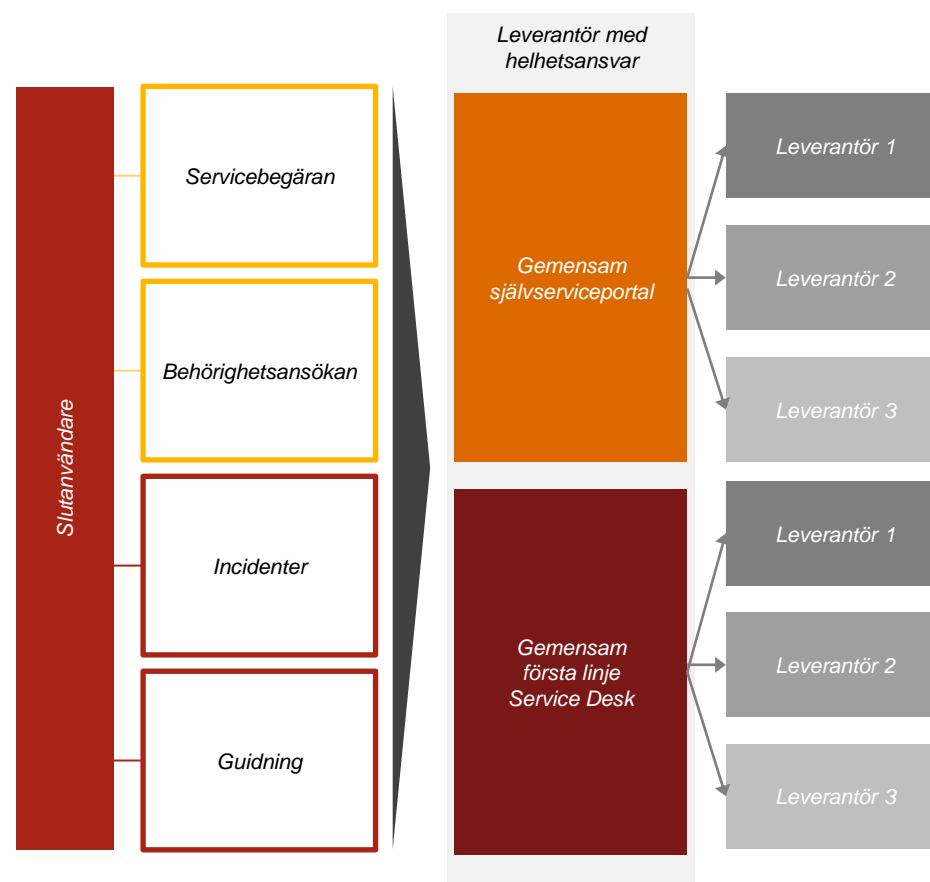 Leverantör med
helhetsansvar
Slutanvändare
Servicebegäran
Behörighetsansökan
Incidenter
Guidning
Gemensam
självserviceportal
Leverantör 1
Leverantör 2
Leverantör 3
Gemensam
första linje
Service Desk
Leverantör 1
Leverantör 2
Leverantör 3